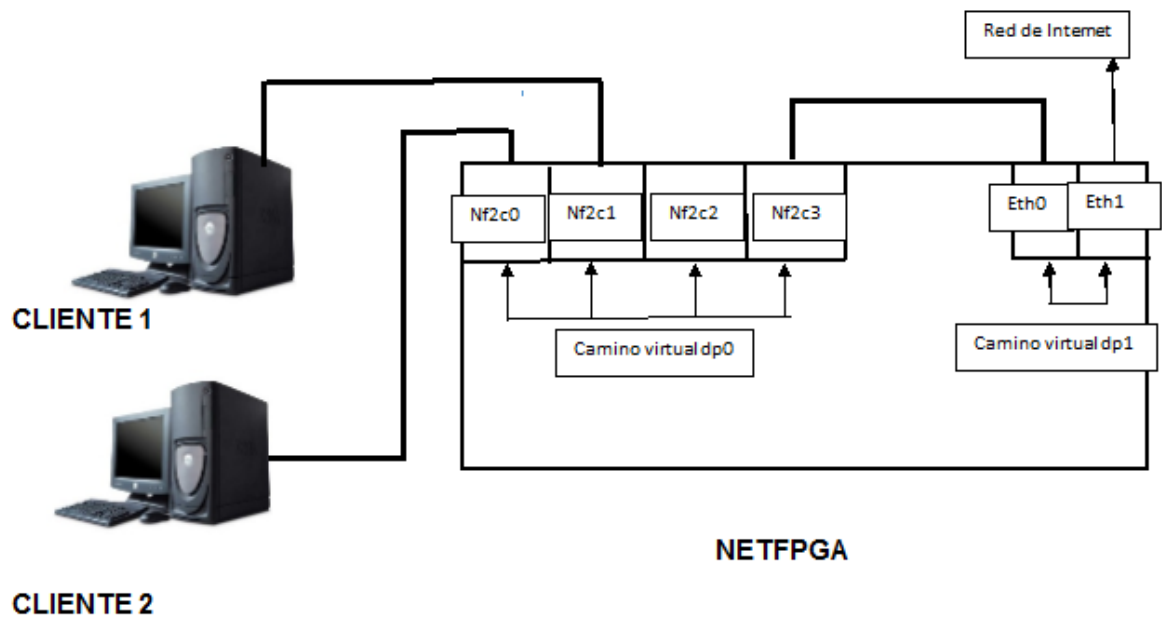 Red de Internet
Nf2c0
Nf2c1
Nf2c2
Nf2c3
Eth0
Eth1
CLIENTE 1
Camino virtual dp0
Camino virtual dp1
NETFPGA
CLIENTE 2